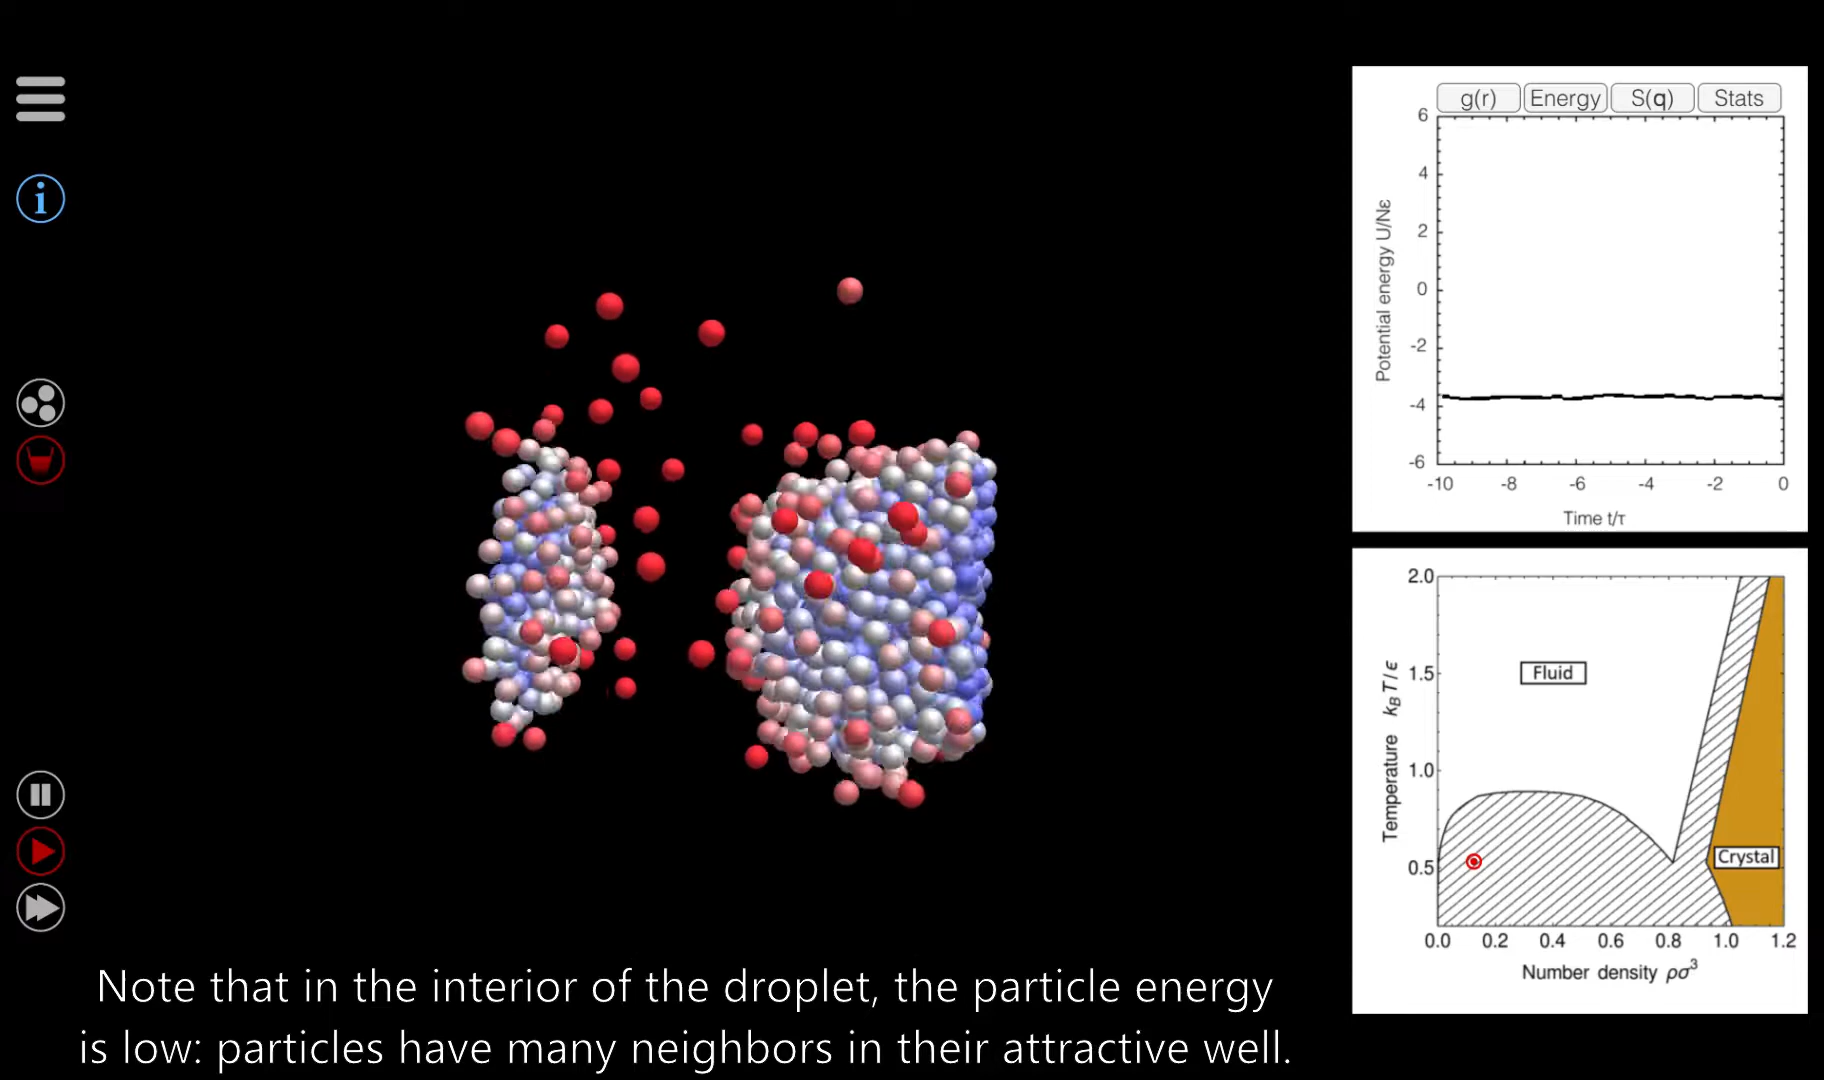 i
g(r) Energy S(q) Stats
6
4
2
0
-2
-4
-6
Potential energy U/Nε
-10 -8 -6 -4 -2 0
Time t/τ
2.0
1.5
1.0
0.5
Temperature k_B T / ϵ
Fluid
Crystal
0.0 0.2 0.4 0.6 0.8 1.0 1.2
Number density ρσ³
Note that in the interior of the droplet, the particle energy
is low: particles have many neighbors in their attractive well.